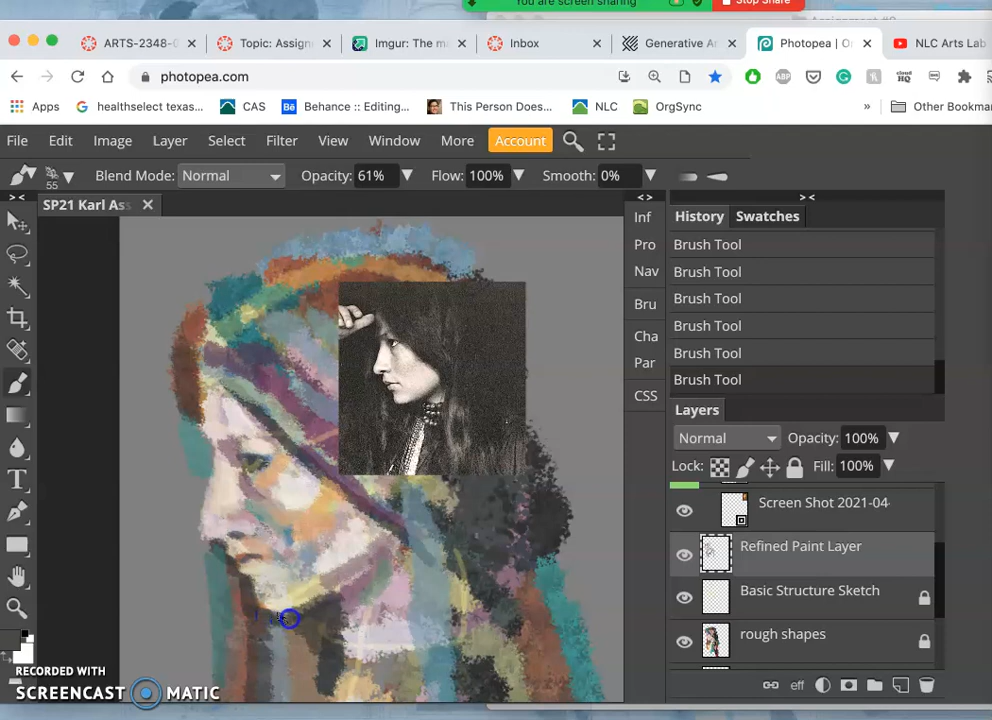 You are screen sharing
Stop Share
ARTS-2348-0
Topic: Assign
Imgur: The m
Inbox
Generative Ar
Photopea | O
NLC Arts Lab
photopea.com
Apps
healthselect texas...
CAS
Bē Behance :: Editing...
This Person Does...
NLC
OrgSync
»
Other Bookmar
File Edit Image Layer Select Filter View Window More Account
55
Blend Mode: Normal
Opacity: 61%
Flow: 100%
Smooth: 0%
> <
SP21 Karl Ass
< >
> <
Inf
Pro
Nav
Bru
Cha
Par
CSS
History Swatches
Brush Tool
Brush Tool
Brush Tool
Brush Tool
Brush Tool
Brush Tool
Layers
Normal
Opacity: 100%
Lock:
Fill: 100%
Screen Shot 2021-04-
Refined Paint Layer
Basic Structure Sketch
rough shapes
eff
RECORDED WITH
SCREENCAST MATIC